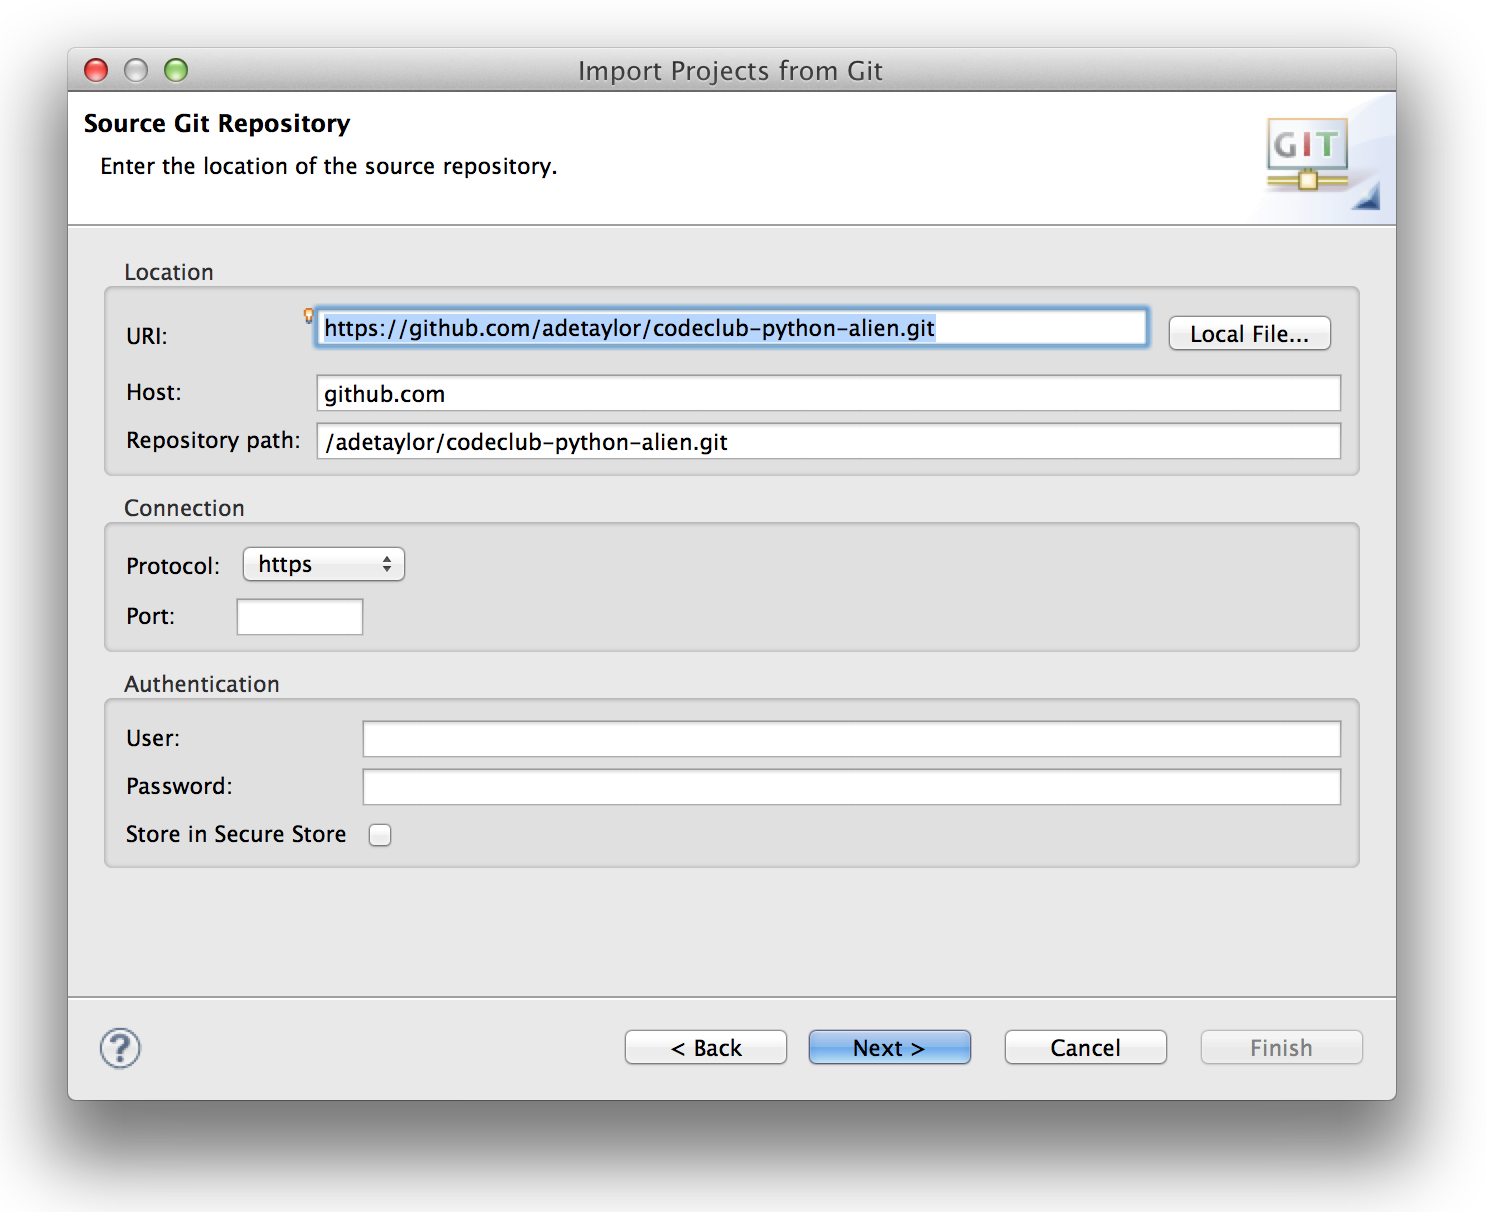 Import Projects from Git
Source Git Repository
Enter the location of the source repository.
GIT
Location
URI: https://github.com/adetaylor/codeclub-python-alien.git Local File...
Host: github.com
Repository path: /adetaylor/codeclub-python-alien.git
Connection
Protocol: https
Port:
Authentication
User:
Password:
Store in Secure Store
? < Back Next > Cancel Finish